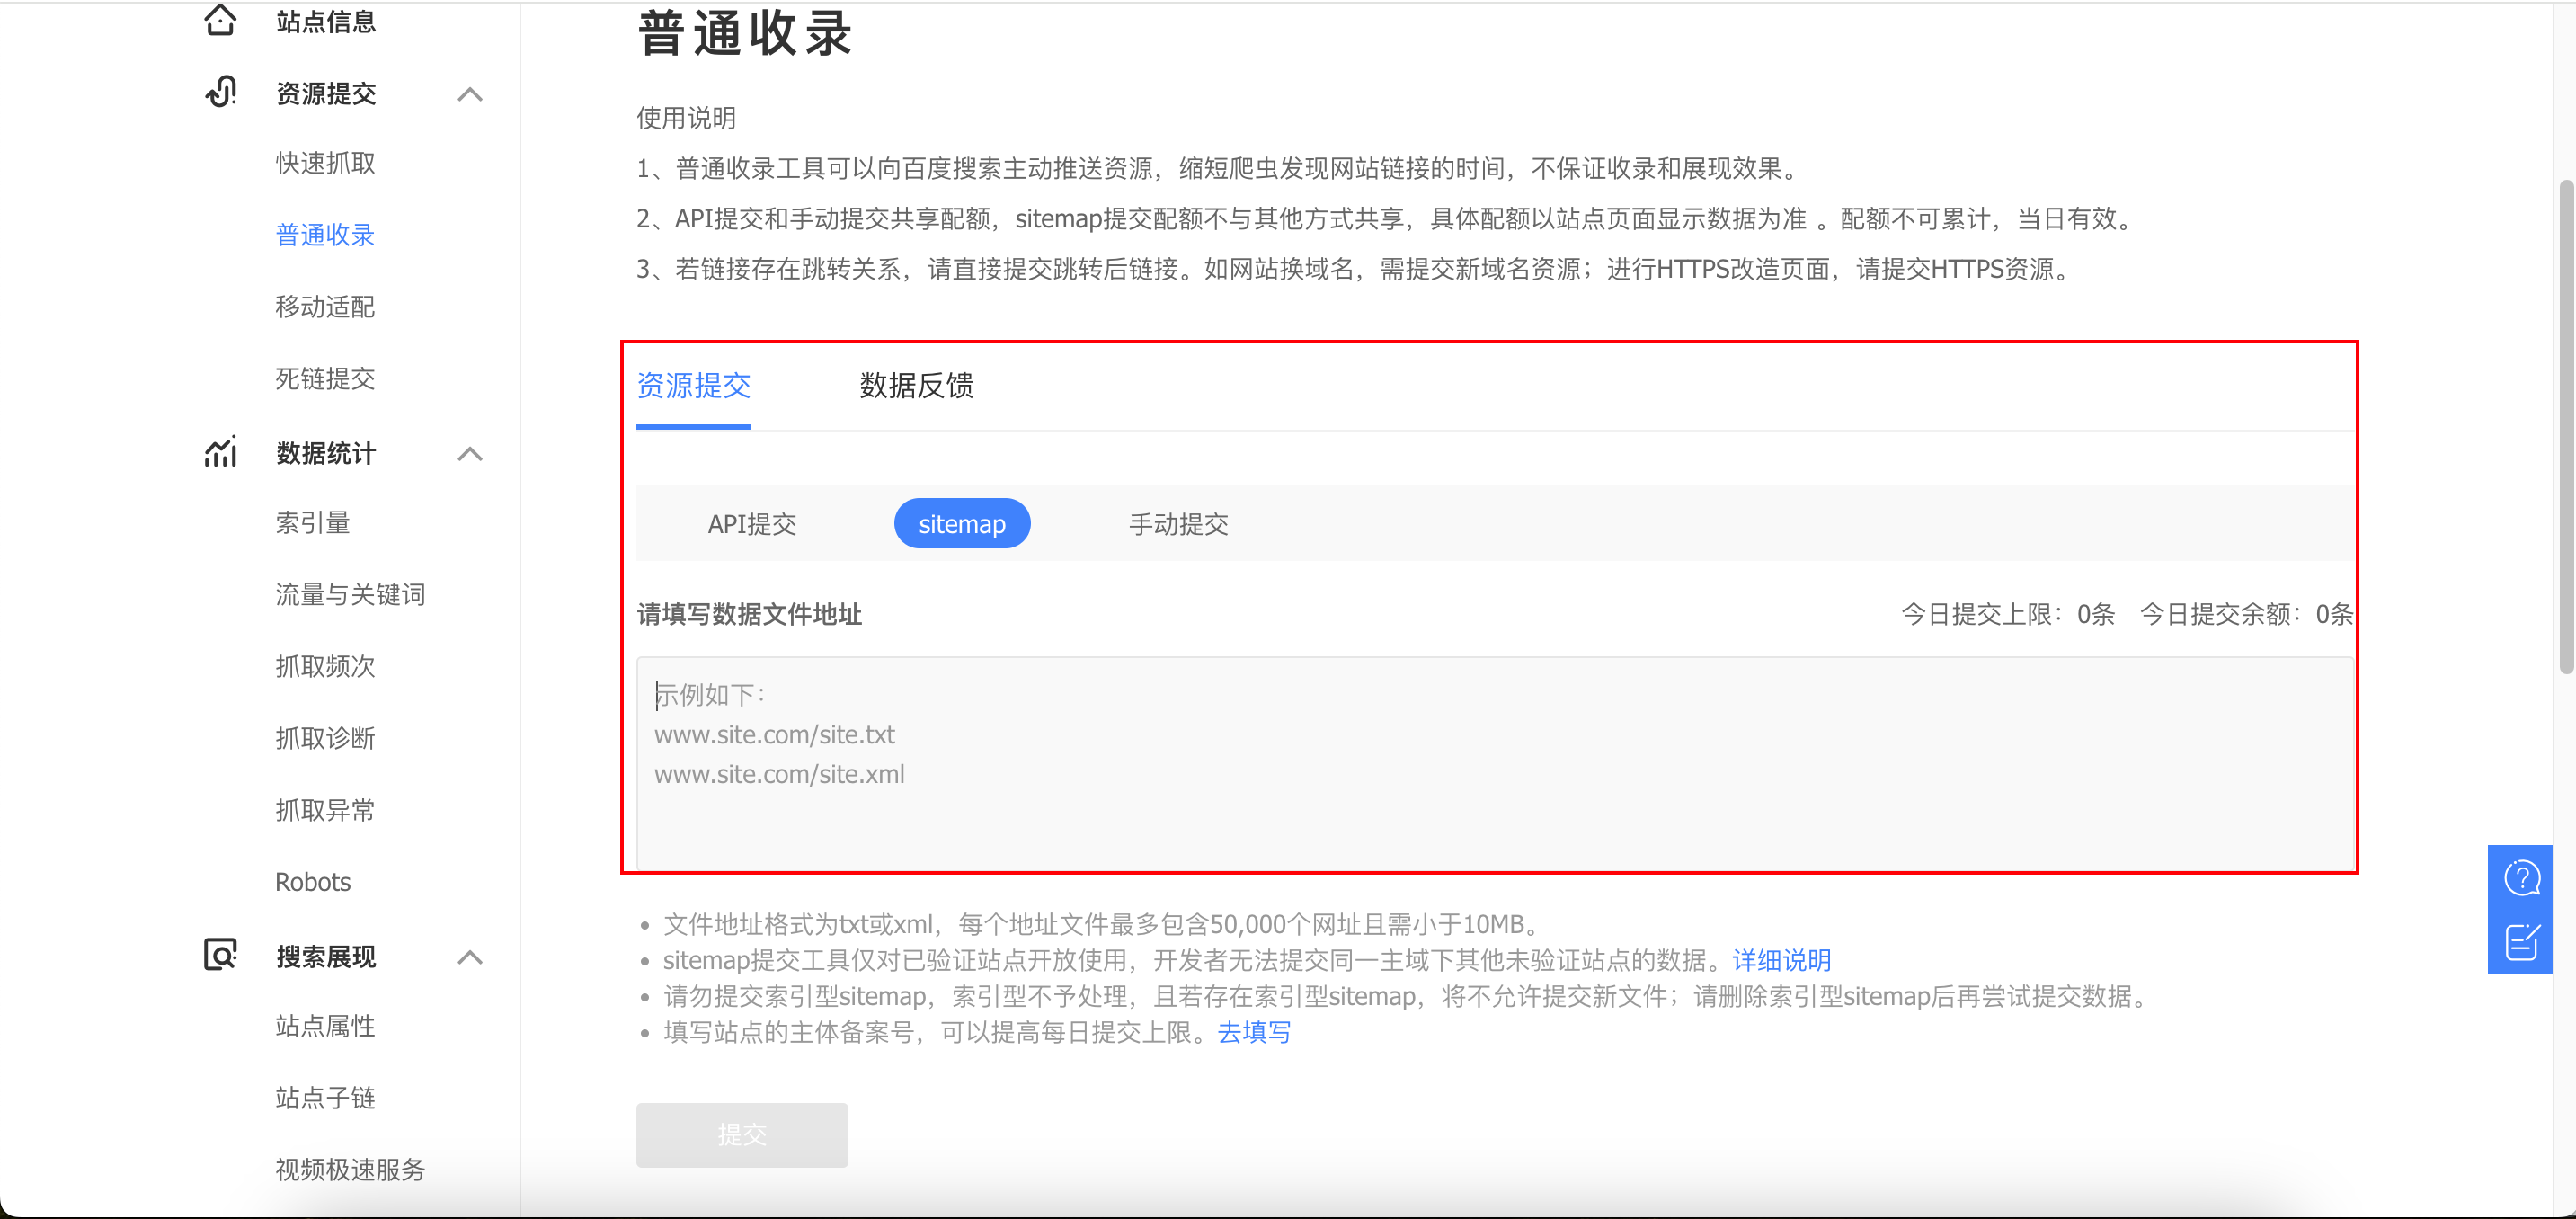 站点信息
资源提交
快速抓取
普通收录
移动适配
死链提交
数据统计
索引量
流量与关键词
抓取频次
抓取诊断
抓取异常
Robots
搜索展现
站点属性
站点子链
视频极速服务
普通收录
使用说明
1、普通收录工具可以向百度搜索主动推送资源，缩短爬虫发现网站链接的时间，不保证收录和展现效果。
2、API提交和手动提交共享配额，sitemap提交配额不与其他方式共享，具体配额以站点页面显示数据为准 。配额不可累计，当日有效。
3、若链接存在跳转关系，请直接提交跳转后链接。如网站换域名，需提交新域名资源；进行HTTPS改造页面，请提交HTTPS资源。
资源提交 数据反馈
API提交 sitemap 手动提交
请填写数据文件地址 今日提交上限：0条 今日提交余额：0条
示例如下：
www.site.com/site.txt
www.site.com/site.xml
• 文件地址格式为txt或xml，每个地址文件最多包含50,000个网址且需小于10MB。
• sitemap提交工具仅对已验证站点开放使用，开发者无法提交同一主域下其他未验证站点的数据。详细说明
• 请勿提交索引型sitemap，索引型不予处理，且若存在索引型sitemap，将不允许提交新文件；请删除索引型sitemap后再尝试提交数据。
• 填写站点的主体备案号，可以提高每日提交上限。去填写
提交